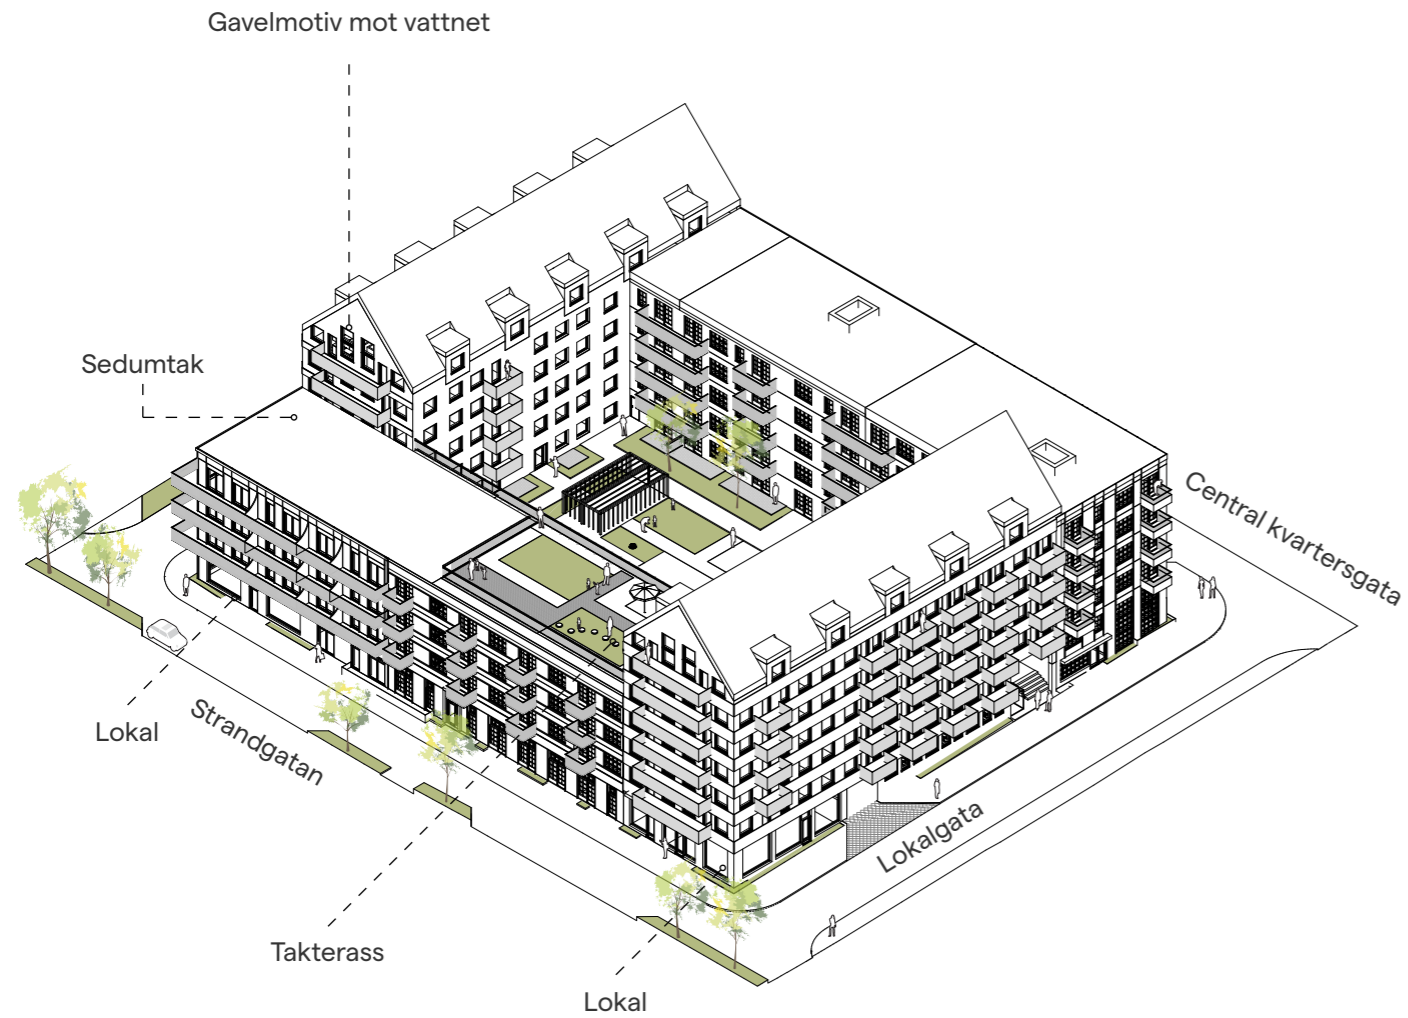 Gavelmotiv mot vattnet
Sedumtak
Central kvartersgata
Lokal
Strandgatan
Lokalgata
Takterass
Lokal